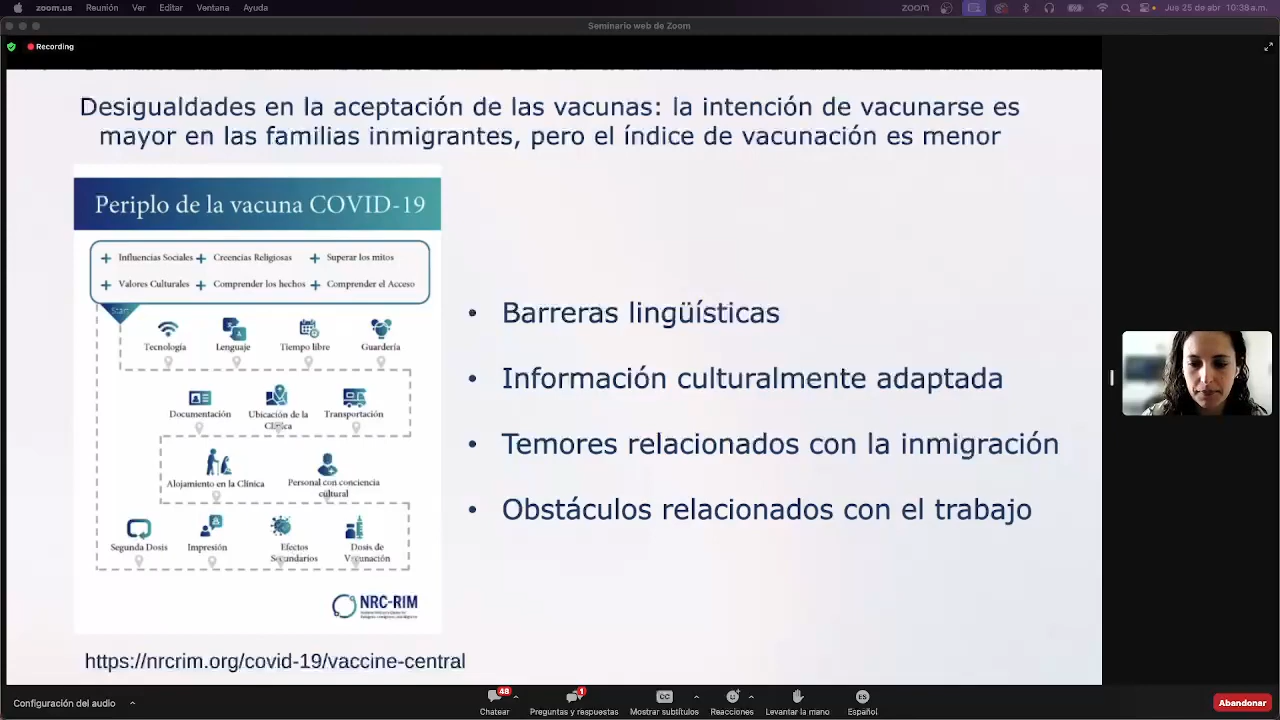 zoom.us Reunión Ver Editar Ventana Ayuda
zoom Jue 25 de abr 10:38 a.m.
Seminario web de Zoom
Recording
Desigualdades en la aceptación de las vacunas: la intención de vacunarse es
mayor en las familias inmigrantes, pero el índice de vacunación es menor
Periplo de la vacuna COVID-19
Influencias Sociales Creencias Religiosas Superar los mitos
Valores Culturales Comprender los hechos Comprender el Acceso
Start
Tecnología Lenguaje Tiempo libre Guardería
Documentación Ubicación de la Clínica Transportación
Alojamiento en la Clínica Personal con conciencia cultural
Segunda Dosis Impresión Efectos Secundarios Dosis de Vacunación
NRC-RIM
https://nrcrim.org/covid-19/vaccine-central
• Barreras lingüísticas
• Información culturalmente adaptada
• Temores relacionados con la inmigración
• Obstáculos relacionados con el trabajo
Configuración del audio
48
Chatear
1
Preguntas y respuestas
CC
Mostrar subtítulos
Reacciones
Levantar la mano
ES
Español
Abandonar